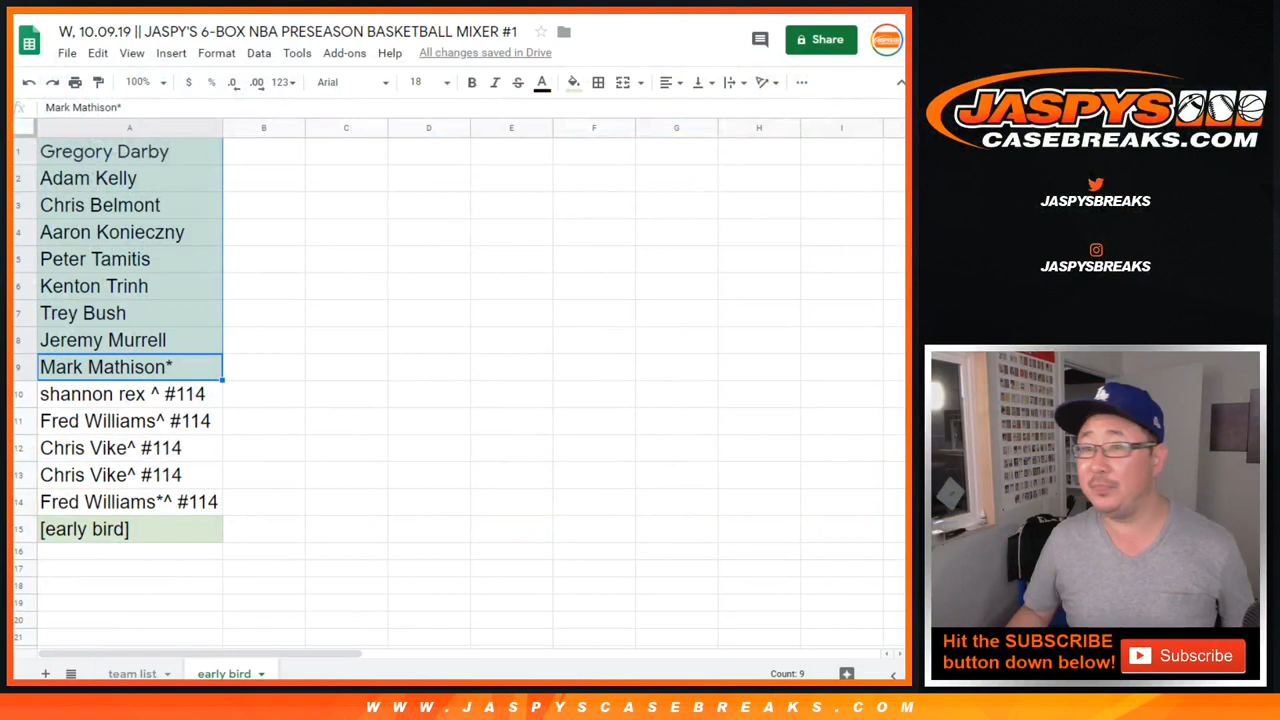 W, 10.09.19 || JASPY'S 6-BOX NBA PRESEASON BASKETBALL MIXER #1
File Edit View Insert Format Data Tools Add-ons Help All changes saved in Drive
Share
100% $ % .0 .00 123 Arial 18 B I S A
fx Mark Mathison*
A B C D E F G H I
1 Gregory Darby
2 Adam Kelly
3 Chris Belmont
4 Aaron Konieczny
5 Peter Tamitis
6 Kenton Trinh
7 Trey Bush
8 Jeremy Murrell
9 Mark Mathison*
10 shannon rex ^ #114
11 Fred Williams^ #114
12 Chris Vike^ #114
13 Chris Vike^ #114
14 Fred Williams*^ #114
15 [early bird]
16
17
18
19
20
21
team list early bird Count: 9
JASPYS
CASEBREAKS.COM
JASPYSBREAKS
JASPYSBREAKS
Hit the SUBSCRIBE
button down below!
Subscribe
WWW.JASPYSCASEBREAKS.COM